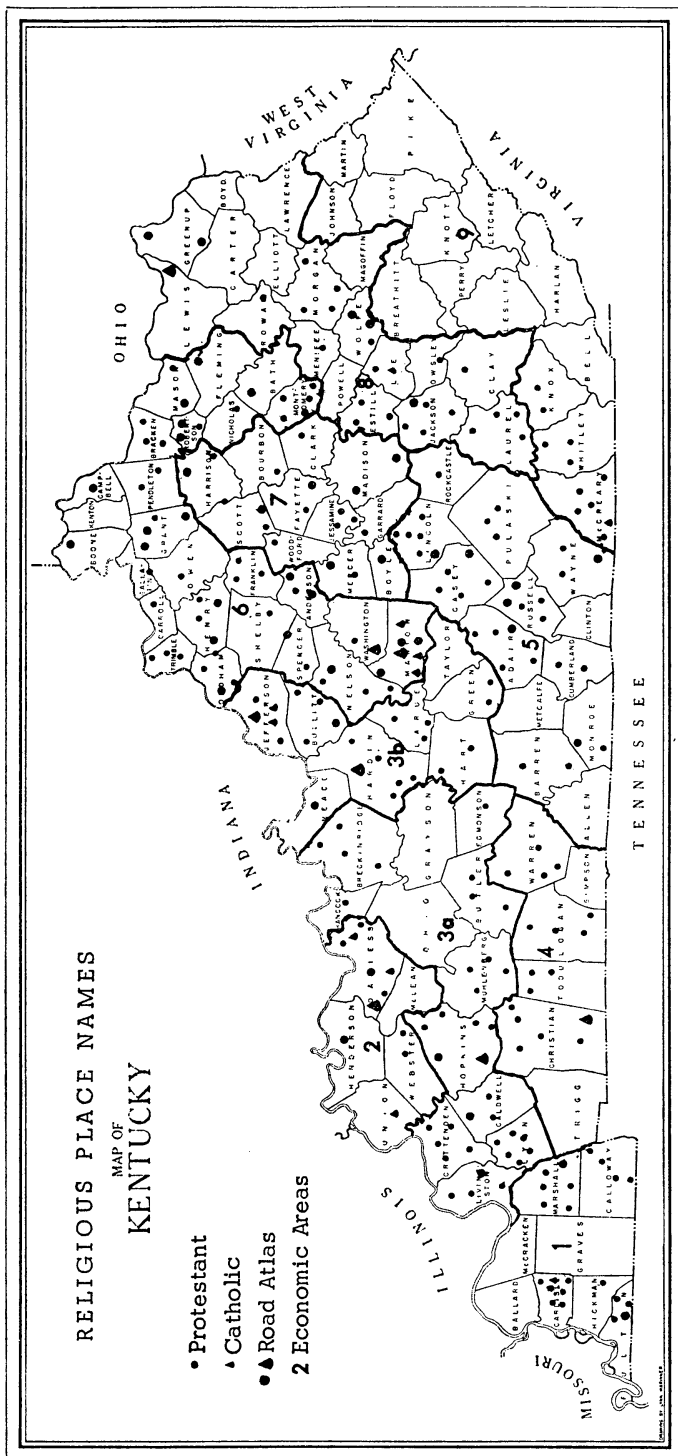 RELIGIOUS PLACE NAMES
MAP OF
KENTUCKY
Protestant
Catholic
Road Atlas
2 Economic Areas
OHIO
WEST
VIRGINIA
VIRGINIA
INDIANA
ILLINOIS
MISSOURI
TENNESSEE
1
2
3a
3b
4
5
6
7
8
9
BALLARD
McCRACKEN
CARLISLE
GRAVES
HICKMAN
FULTON
MARSHALL
CALLOWAY
LIVINGSTON
CRITTENDEN
LYON
CALDWELL
TRIGG
UNION
HENDERSON
WEBSTER
HOPKINS
CHRISTIAN
DAVIESS
McLEAN
MUHLENBERG
TODD
LOGAN
HANCOCK
OHIO
BUTLER
SIMPSON
WARREN
BRECKINRIDGE
GRAYSON
EDMONSON
ALLEN
MEADE
HARDIN
HART
BARREN
LARUE
MONROE
METCALFE
JEFFERSON
BULLITT
NELSON
GREEN
TAYLOR
ADAIR
CUMBERLAND
CLINTON
OLDHAM
TRIMBLE
CARROLL
HENRY
SHELBY
SPENCER
WASHINGTON
MARION
CASEY
RUSSELL
WAYNE
GALLATIN
OWEN
FRANKLIN
ANDERSON
MERCER
BOYLE
LINCOLN
PULASKI
McCREARY
BOONE
KENTON
CAMPBELL
GRANT
PENDLETON
SCOTT
WOODFORD
FAYETTE
JESSAMINE
GARRARD
MADISON
ROCKCASTLE
LAUREL
WHITLEY
BRACKEN
ROBERTSON
HARRISON
BOURBON
CLARK
NICHOLAS
MASON
FLEMING
BATH
MONTGOMERY
MENIFEE
POWELL
ESTILL
JACKSON
LEE
OWSLEY
CLAY
KNOX
BELL
LEWIS
ROWAN
MORGAN
WOLFE
GREENUP
CARTER
ELLIOTT
BOYD
LAWRENCE
MAGOFFIN
JOHNSON
MARTIN
BREATHITT
FLOYD
PIKE
KNOTT
PERRY
LESLIE
LETCHER
HARLAN